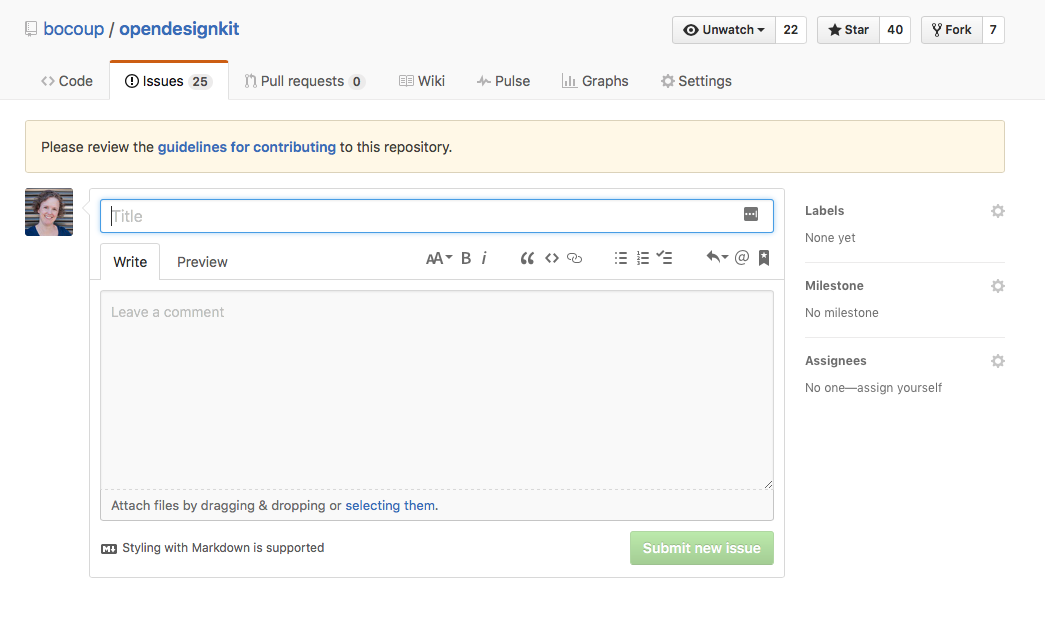 bocoup / opendesignkit
Unwatch 22 Star 40 Fork 7
Code Issues 25 Pull requests 0 Wiki Pulse Graphs Settings
Please review the guidelines for contributing to this repository.
Title
Write Preview AA B i @
Leave a comment
Attach files by dragging & dropping or selecting them.
Styling with Markdown is supported
Submit new issue
Labels
None yet
Milestone
No milestone
Assignees
No one—assign yourself